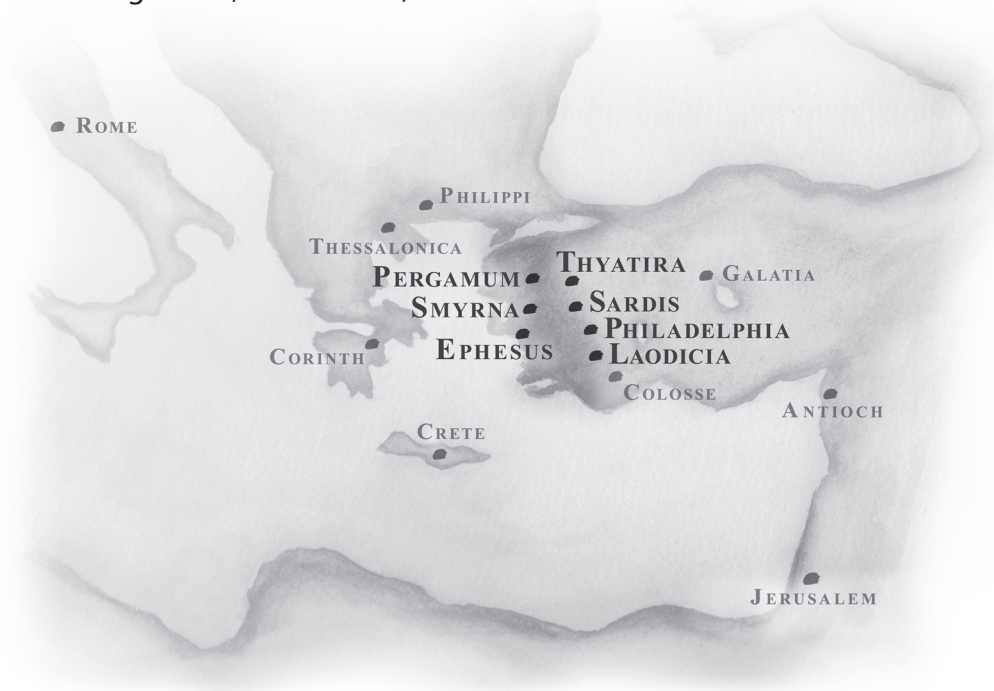 ROME
PHILIPPI
THESSALONICA
THYATIRA
PERGAMUM
GALATIA
SMYRNA
SARDIS
PHILADELPHIA
EPHESUS
LAODICIA
CORINTH
COLOSSE
ANTIOCH
CRETE
JERUSALEM